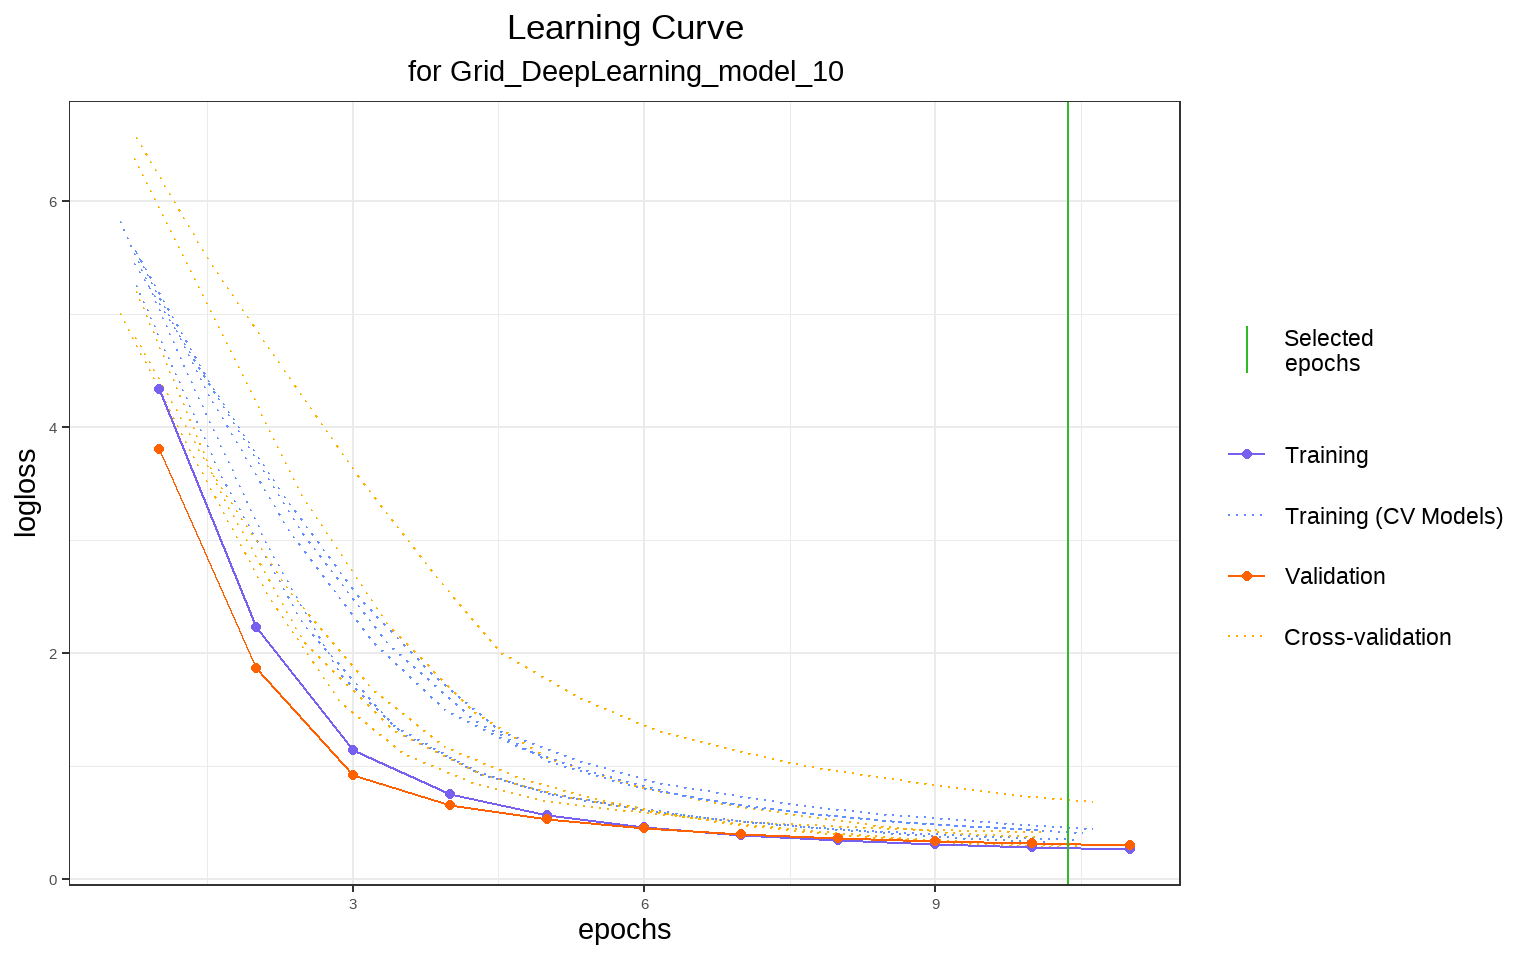 Learning Curve
for Grid_DeepLearning_model_10
logloss
6
4
2
0
3
6
9
epochs
Selected
epochs
Training
Training (CV Models)
Validation
Cross-validation